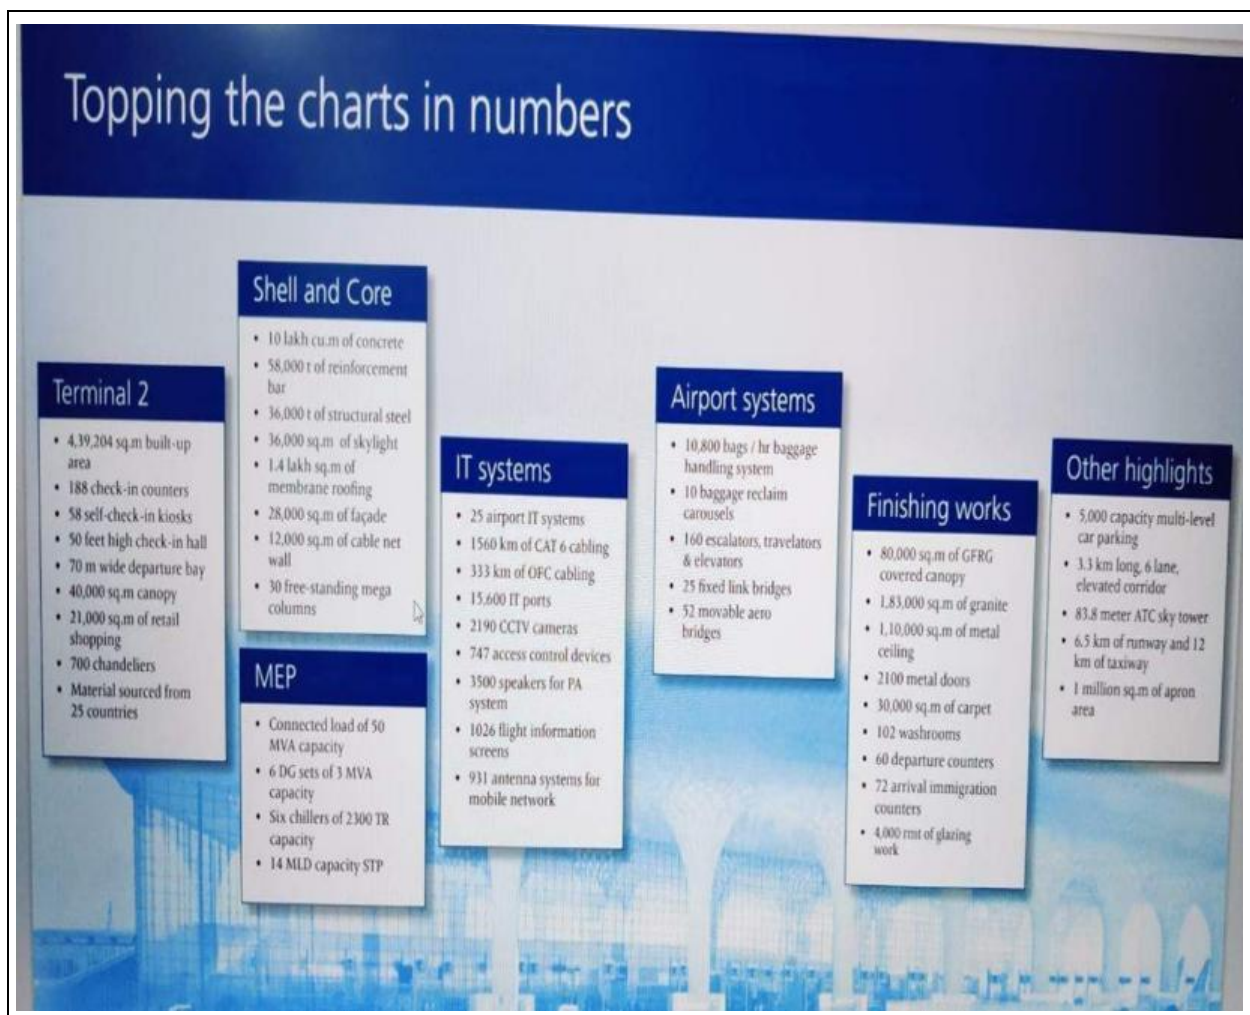 Topping the charts in numbers
Terminal 2
• 4,39,204 sq.m built-up
area
• 188 check-in counters
• 58 self-check-in kiosks
• 50 feet high check-in hall
• 70 m wide departure bay
• 40,000 sq.m canopy
• 21,000 sq.m of retail
shopping
• 700 chandeliers
• Material sourced from
25 countries
Shell and Core
• 10 lakh cu.m of concrete
• 58,000 t of reinforcement
bar
• 36,000 t of structural steel
• 36,000 sq.m of skylight
• 1.4 lakh sq.m of
membrane roofing
• 28,000 sq.m of façade
• 12,000 sq.m of cable net
wall
• 30 free-standing mega
columns
MEP
• Connected load of 50
MVA capacity
• 6 DG sets of 3 MVA
capacity
• Six chillers of 2300 TR
capacity
• 14 MLD capacity STP
IT systems
• 25 airport IT systems
• 1560 km of CAT 6 cabling
• 333 km of OFC cabling
• 15,600 IT ports
• 2190 CCTV cameras
• 747 access control devices
• 3500 speakers for PA
system
• 1026 flight information
screens
• 931 antenna systems for
mobile network
Airport systems
• 10,800 bags / hr baggage
handling system
• 10 baggage reclaim
carousels
• 160 escalators, travelators
& elevators
• 25 fixed link bridges
• 52 movable aero
bridges
Finishing works
• 80,000 sq.m of GFRG
covered canopy
• 1,83,000 sq.m of granite
• 1,10,000 sq.m of metal
ceiling
• 2100 metal doors
• 30,000 sq.m of carpet
• 102 washrooms
• 60 departure counters
• 72 arrival immigration
counters
• 4,000 rmt of glazing
work
Other highlights
• 5,000 capacity multi-level
car parking
• 3.3 km long, 6 lane,
elevated corridor
• 83.8 meter ATC sky tower
• 6.5 km of runway and 12
km of taxiway
• 1 million sq.m of apron
area